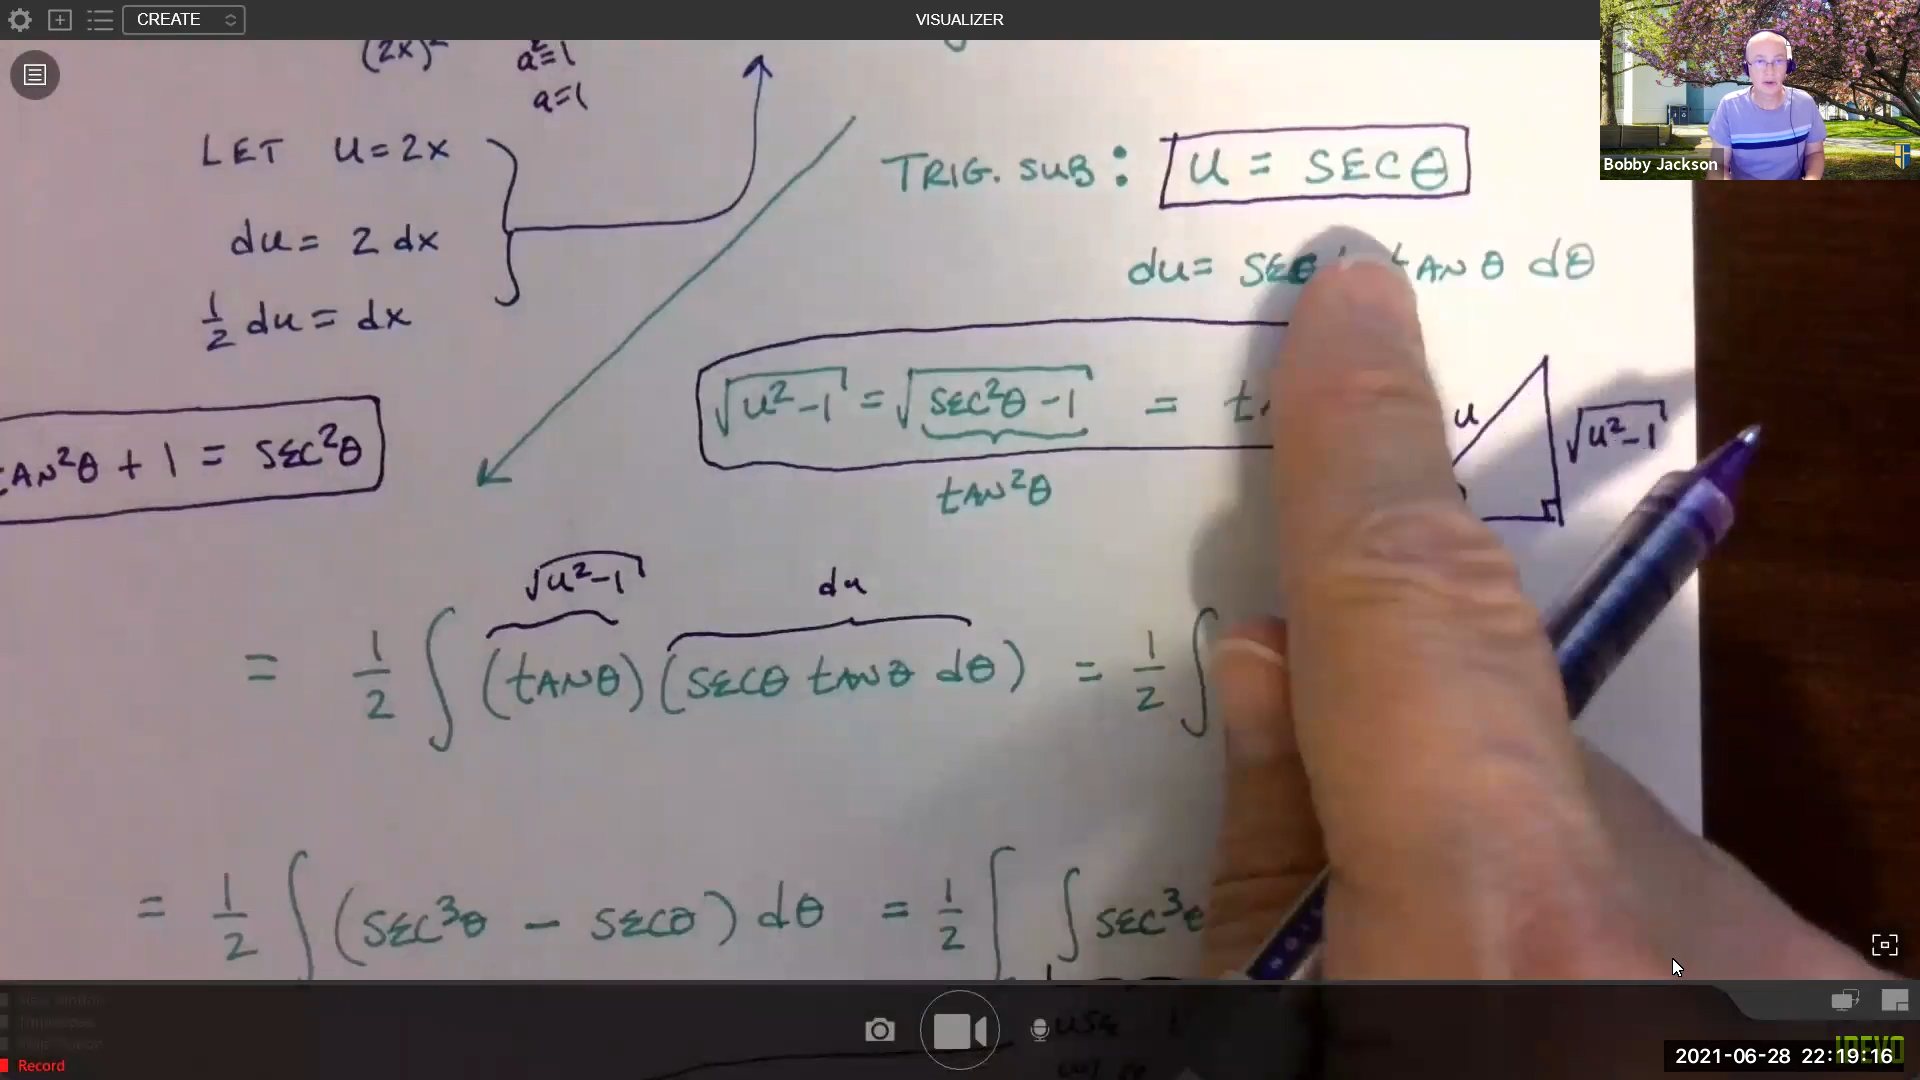 CREATE
VISUALIZER
Bobby Jackson
(2x)²
a²=1
a=1
LET u=2x
du= 2 dx
½ du = dx
TRIG. SUB: u = SECθ
du= SEC tANθ dθ
tAN²θ + 1 = SEC²θ
√u²-1 = √SEC²θ -1 =
tAN²θ
u
√u²-1
√u²-1 du
= 1/2 ∫ (tANθ)(SECθ tANθ dθ) = 1/2 ∫
= 1/2 ∫ (SEC³θ - SECθ) dθ = 1/2 [ ∫ SEC³θ
USE
Record
2021-06-28 22:19:16